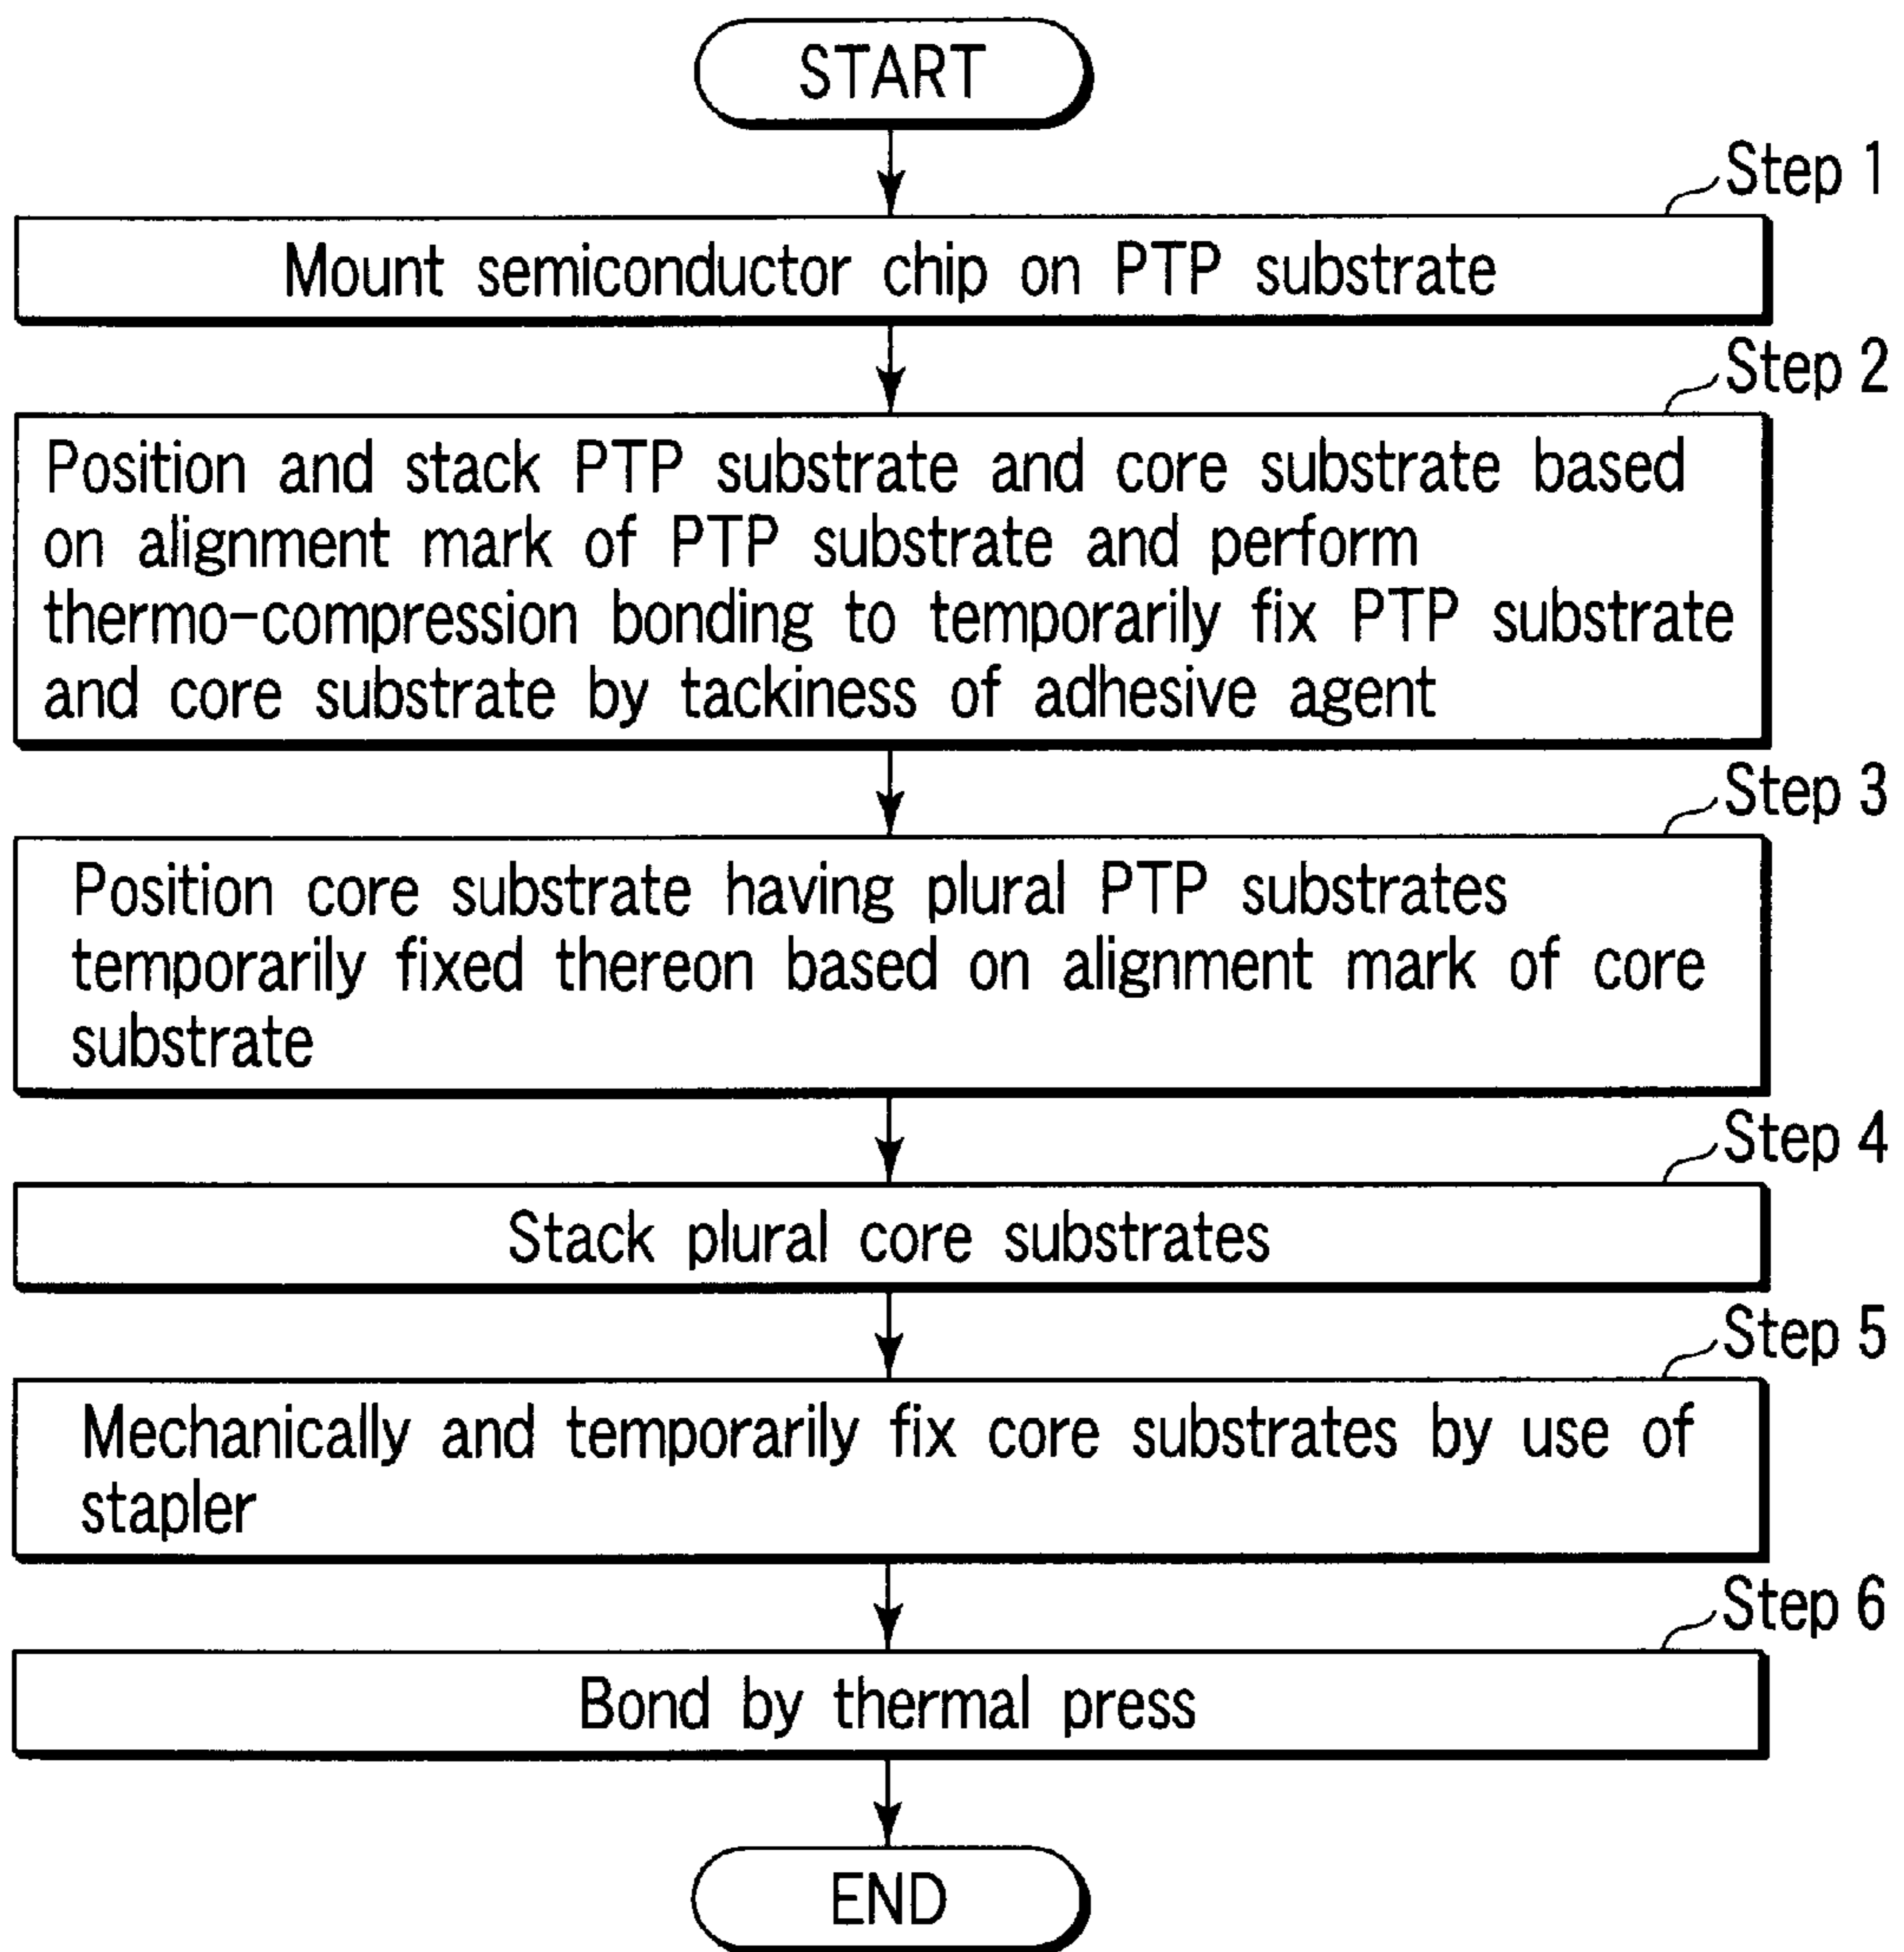 START
Step 1
Mount semiconductor chip on PTP substrate
Step 2
Position and stack PTP substrate and core substrate based
on alignment mark of PTP substrate and perform
thermo-compression bonding to temporarily fix PTP substrate
and core substrate by tackiness of adhesive agent
Step 3
Position core substrate having plural PTP substrates
temporarily fixed thereon based on alignment mark of core
substrate
Step 4
Stack plural core substrates
Step 5
Mechanically and temporarily fix core substrates by use of
stapler
Step 6
Bond by thermal press
END